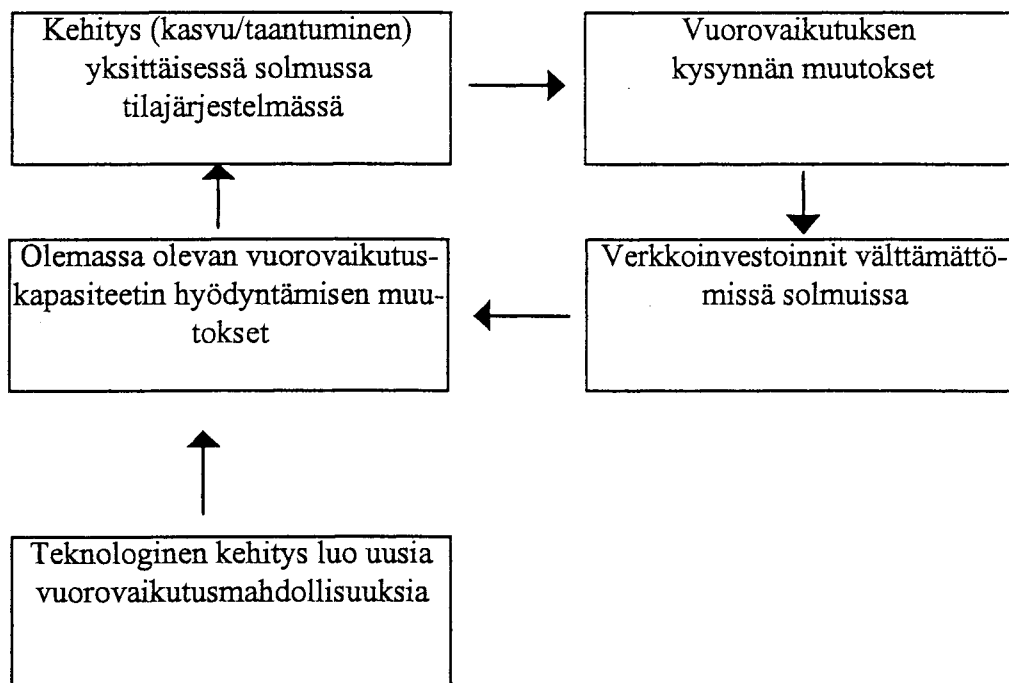 Kehitys (kasvu/taantuminen)
yksittäisessä solmussa
tilajärjestelmässä
Vuorovaikutuksen
kysynnän muutokset
Olemassa olevan vuorovaikutus-
kapasiteetin hyödyntämisen muu-
tokset
Verkkoinvestoinnit välttämättö-
missä solmuissa
Teknologinen kehitys luo uusia
vuorovaikutusmahdollisuuksia